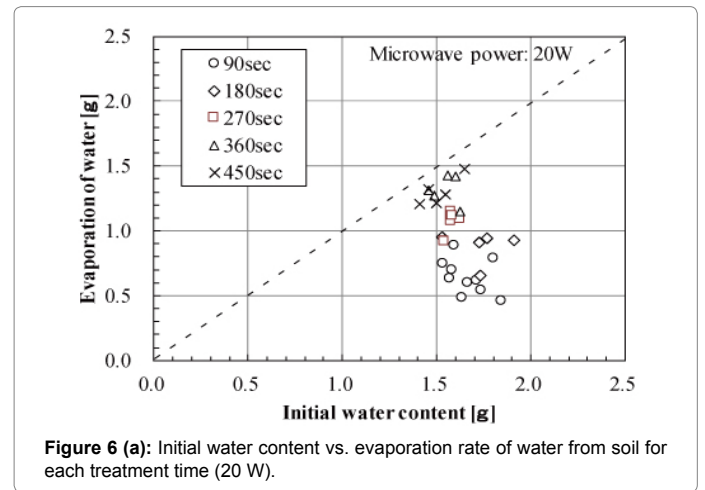 2.5
Microwave power: 20W
90sec
180sec
2.0
270sec
360sec
1.5
450sec
Evaporation of water [g]
1.0
0.5
0.0
0.0 0.5 1.0 1.5 2.0 2.5
Initial water content [g]
Figure 6 (a): Initial water content vs. evaporation rate of water from soil for
each treatment time (20 W).